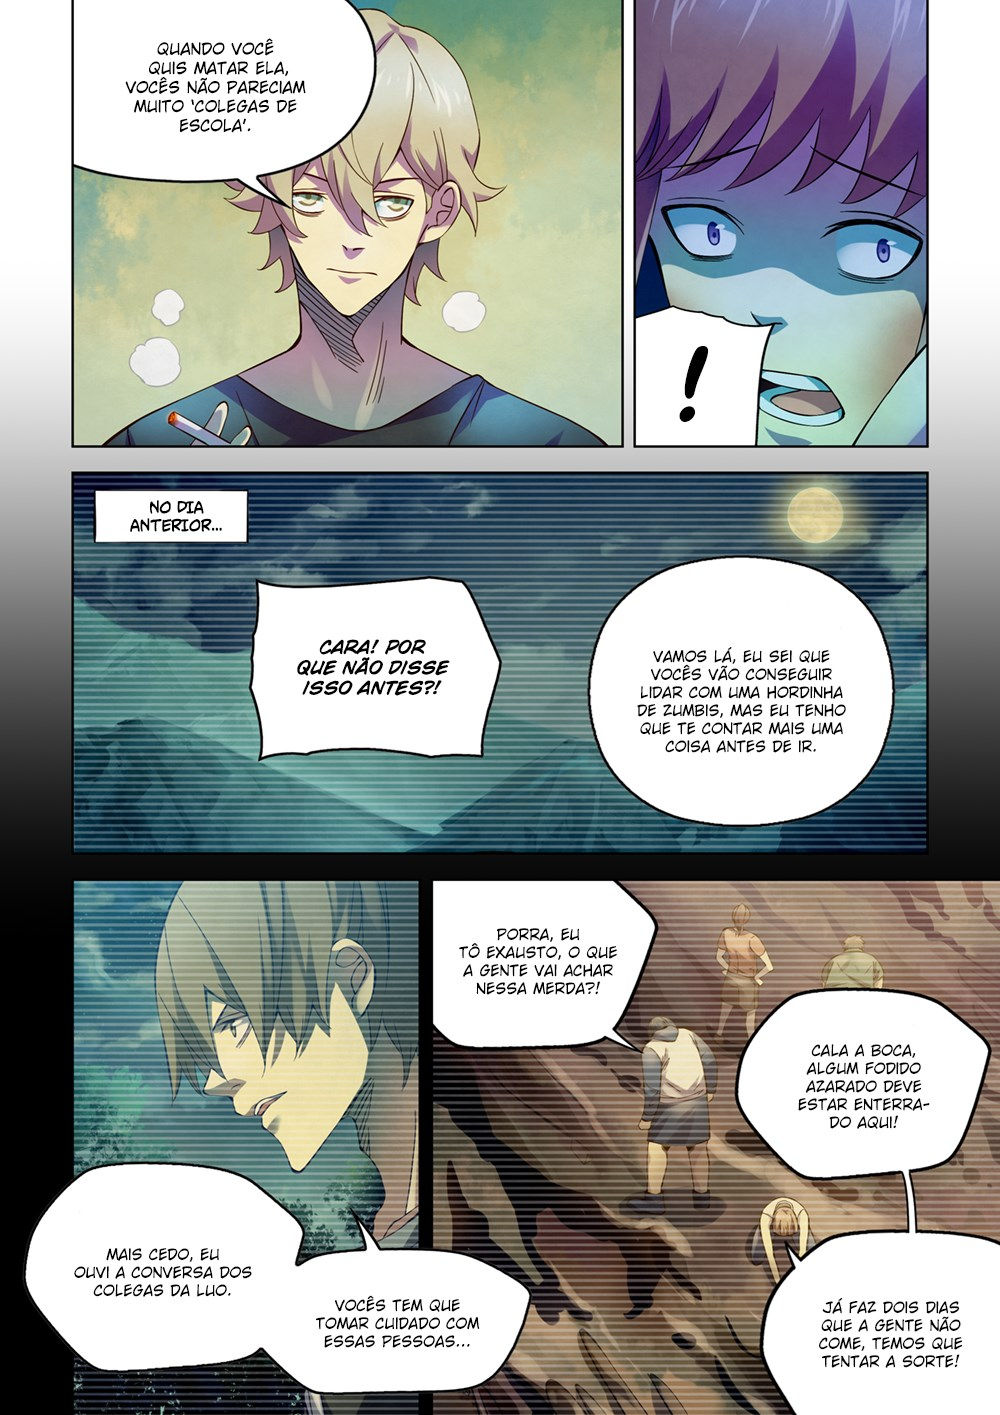 QUANDO VOCÊ
QUIS MATAR ELA,
VOCÊS NÃO PARECIAM
MUITO 'COLEGAS DE
ESCOLA'.
!
NO DIA
ANTERIOR...
CARA! POR
QUE NÃO DISSE
ISSO ANTES?!
VAMOS LÁ, EU SEI QUE
VOCÊS VÃO CONSEGUIR
LIDAR COM UMA HORDINHA
DE ZUMBIS, MAS EU TENHO
QUE TE CONTAR MAIS UMA
COISA ANTES DE IR.
MAIS CEDO, EU
OUVI A CONVERSA DOS
COLEGAS DA LUO.
VOCÊS TEM QUE
TOMAR CUIDADO COM
ESSAS PESSOAS...
PORRA, EU
TÔ EXAUSTO, O QUE
A GENTE VAI ACHAR
NESSA MERDA?!
CALA A BOCA,
ALGUM FODIDO
AZARADO DEVE
ESTAR ENTERRA-
DO AQUI!
JÁ FAZ DOIS DIAS
QUE A GENTE NÃO
COME, TEMOS QUE
TENTAR A SORTE!